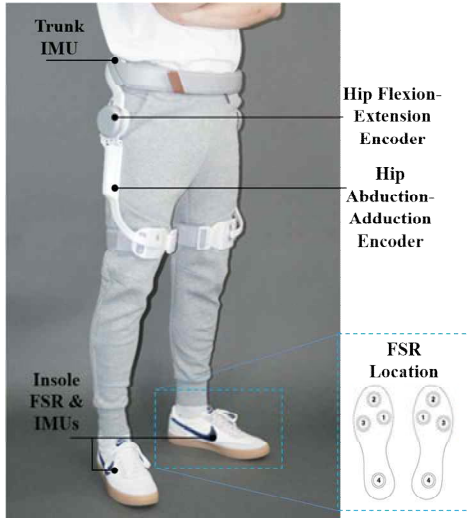 Trunk
IMU
Hip Flexion-
Extension
Encoder
Hip
Abduction-
Adduction
Encoder
Insole
FSR &
IMUs
FSR
Location
2
1
3
4
2
1
3
4